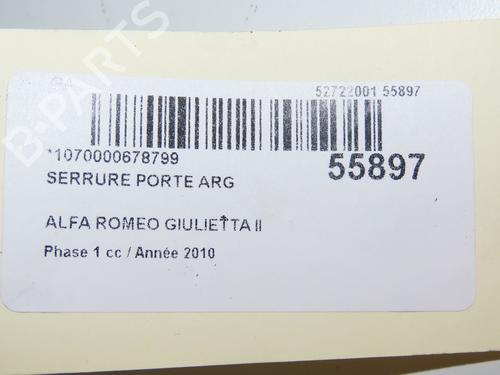 B-PARTS
52722001 55897
*1070000678799
55897
SERRURE PORTE ARG
ALFA ROMEO GIULIETTA II
Phase 1 cc / Année 2010